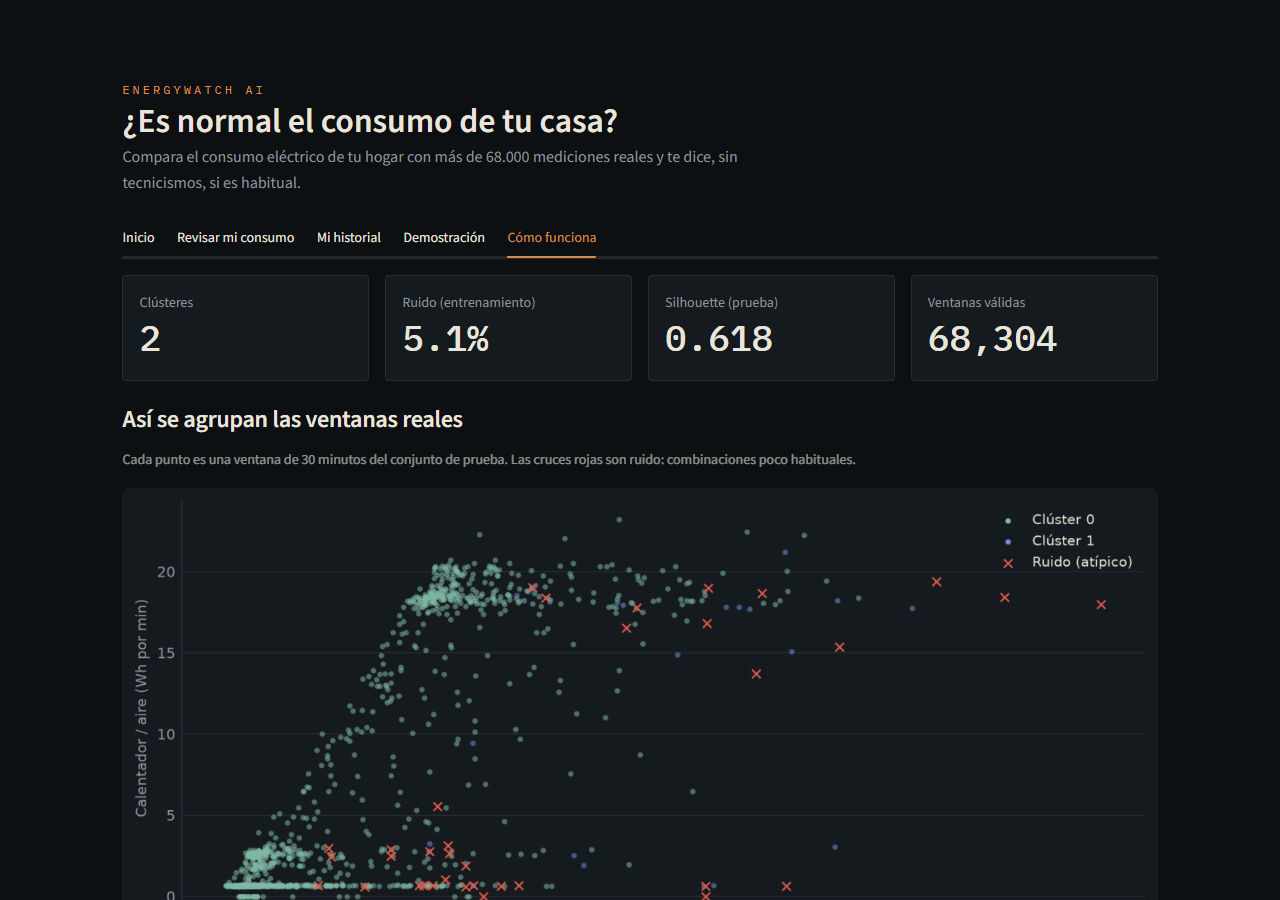 ENERGYWATCH AI
¿Es normal el consumo de tu casa?
Compara el consumo eléctrico de tu hogar con más de 68.000 mediciones reales y te dice, sin
tecnicismos, si es habitual.
Inicio Revisar mi consumo Mi historial Demostración Cómo funciona
Clústeres
2
Ruido (entrenamiento)
5.1%
Silhouette (prueba)
0.618
Ventanas válidas
68,304
Así se agrupan las ventanas reales
Cada punto es una ventana de 30 minutos del conjunto de prueba. Las cruces rojas son ruido: combinaciones poco habituales.
Clúster 0
Clúster 1
Ruido (atípico)
Calentador / aire (Wh por min)
20
15
10
5
0